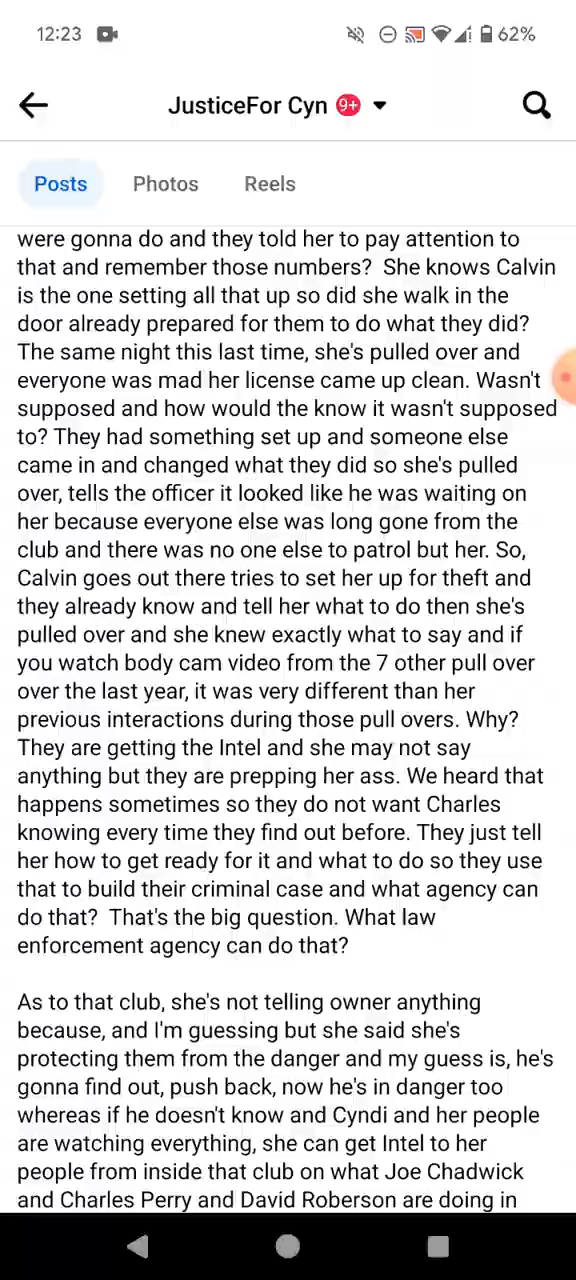 12:23
62%
JusticeFor Cyn 9+
Posts Photos Reels
were gonna do and they told her to pay attention to
that and remember those numbers?  She knows Calvin
is the one setting all that up so did she walk in the
door already prepared for them to do what they did?
The same night this last time, she's pulled over and
everyone was mad her license came up clean. Wasn't
supposed and how would the know it wasn't supposed
to? They had something set up and someone else
came in and changed what they did so she's pulled
over, tells the officer it looked like he was waiting on
her because everyone else was long gone from the
club and there was no one else to patrol but her. So,
Calvin goes out there tries to set her up for theft and
they already know and tell her what to do then she's
pulled over and she knew exactly what to say and if
you watch body cam video from the 7 other pull over
over the last year, it was very different than her
previous interactions during those pull overs. Why?
They are getting the Intel and she may not say
anything but they are prepping her ass. We heard that
happens sometimes so they do not want Charles
knowing every time they find out before. They just tell
her how to get ready for it and what to do so they use
that to build their criminal case and what agency can
do that?  That's the big question. What law
enforcement agency can do that?
As to that club, she's not telling owner anything
because, and I'm guessing but she said she's
protecting them from the danger and my guess is, he's
gonna find out, push back, now he's in danger too
whereas if he doesn't know and Cyndi and her people
are watching everything, she can get Intel to her
people from inside that club on what Joe Chadwick
and Charles Perry and David Roberson are doing in